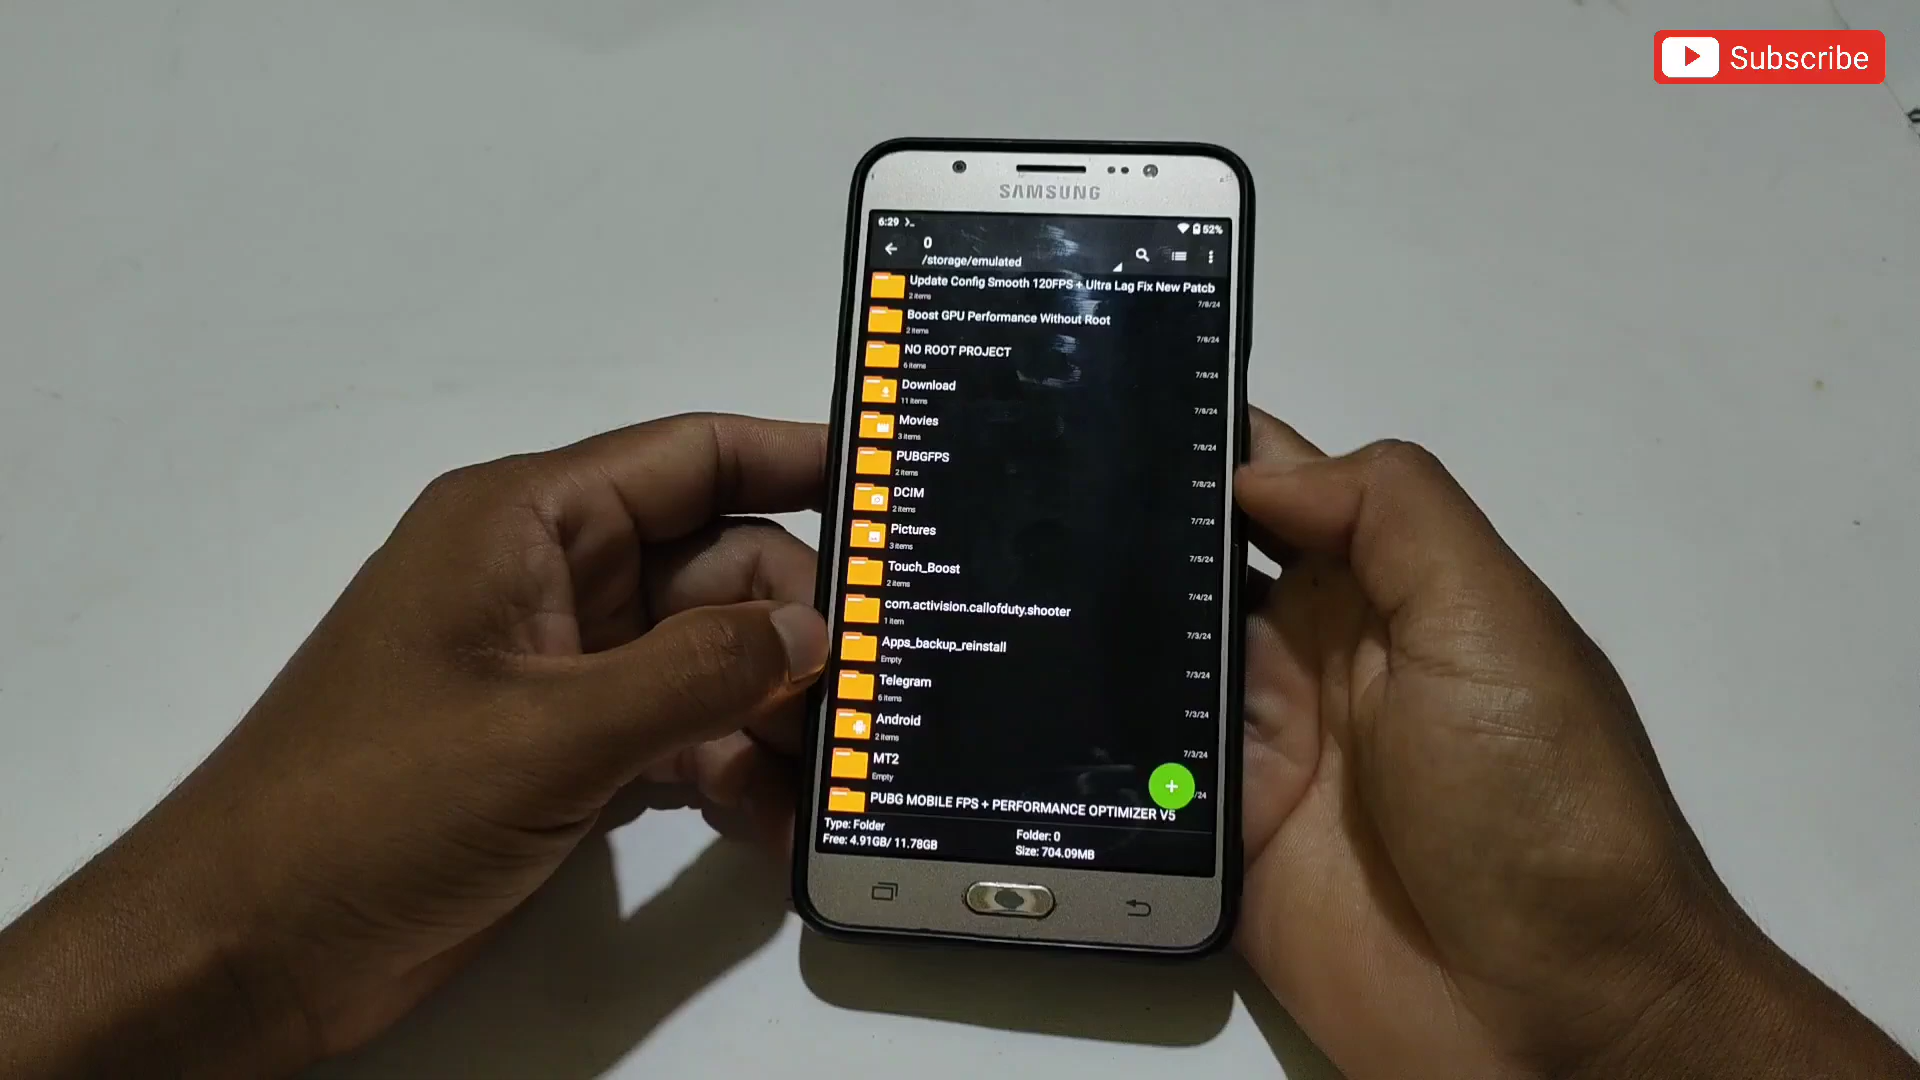 Subscribe
SAMSUNG
6:29
52%
0
/storage/emulated
Update Config Smooth 120FPS + Ultra Lag Fix New Patcb
2 items
7/8/24
Boost GPU Performance Without Root
2 items
7/8/24
NO ROOT PROJECT
6 items
7/8/24
Download
11 items
7/8/24
Movies
3 items
7/8/24
PUBGFPS
2 items
7/8/24
DCIM
2 items
7/7/24
Pictures
3 items
7/5/24
Touch_Boost
2 items
7/4/24
com.activision.callofduty.shooter
1 item
7/3/24
Apps_backup_reinstall
Empty
7/3/24
Telegram
6 items
7/3/24
Android
2 items
7/3/24
MT2
Empty
/24
PUBG MOBILE FPS + PERFORMANCE OPTIMIZER V5
Type: Folder
Folder: 0
Free: 4.91GB/ 11.78GB
Size: 704.09MB